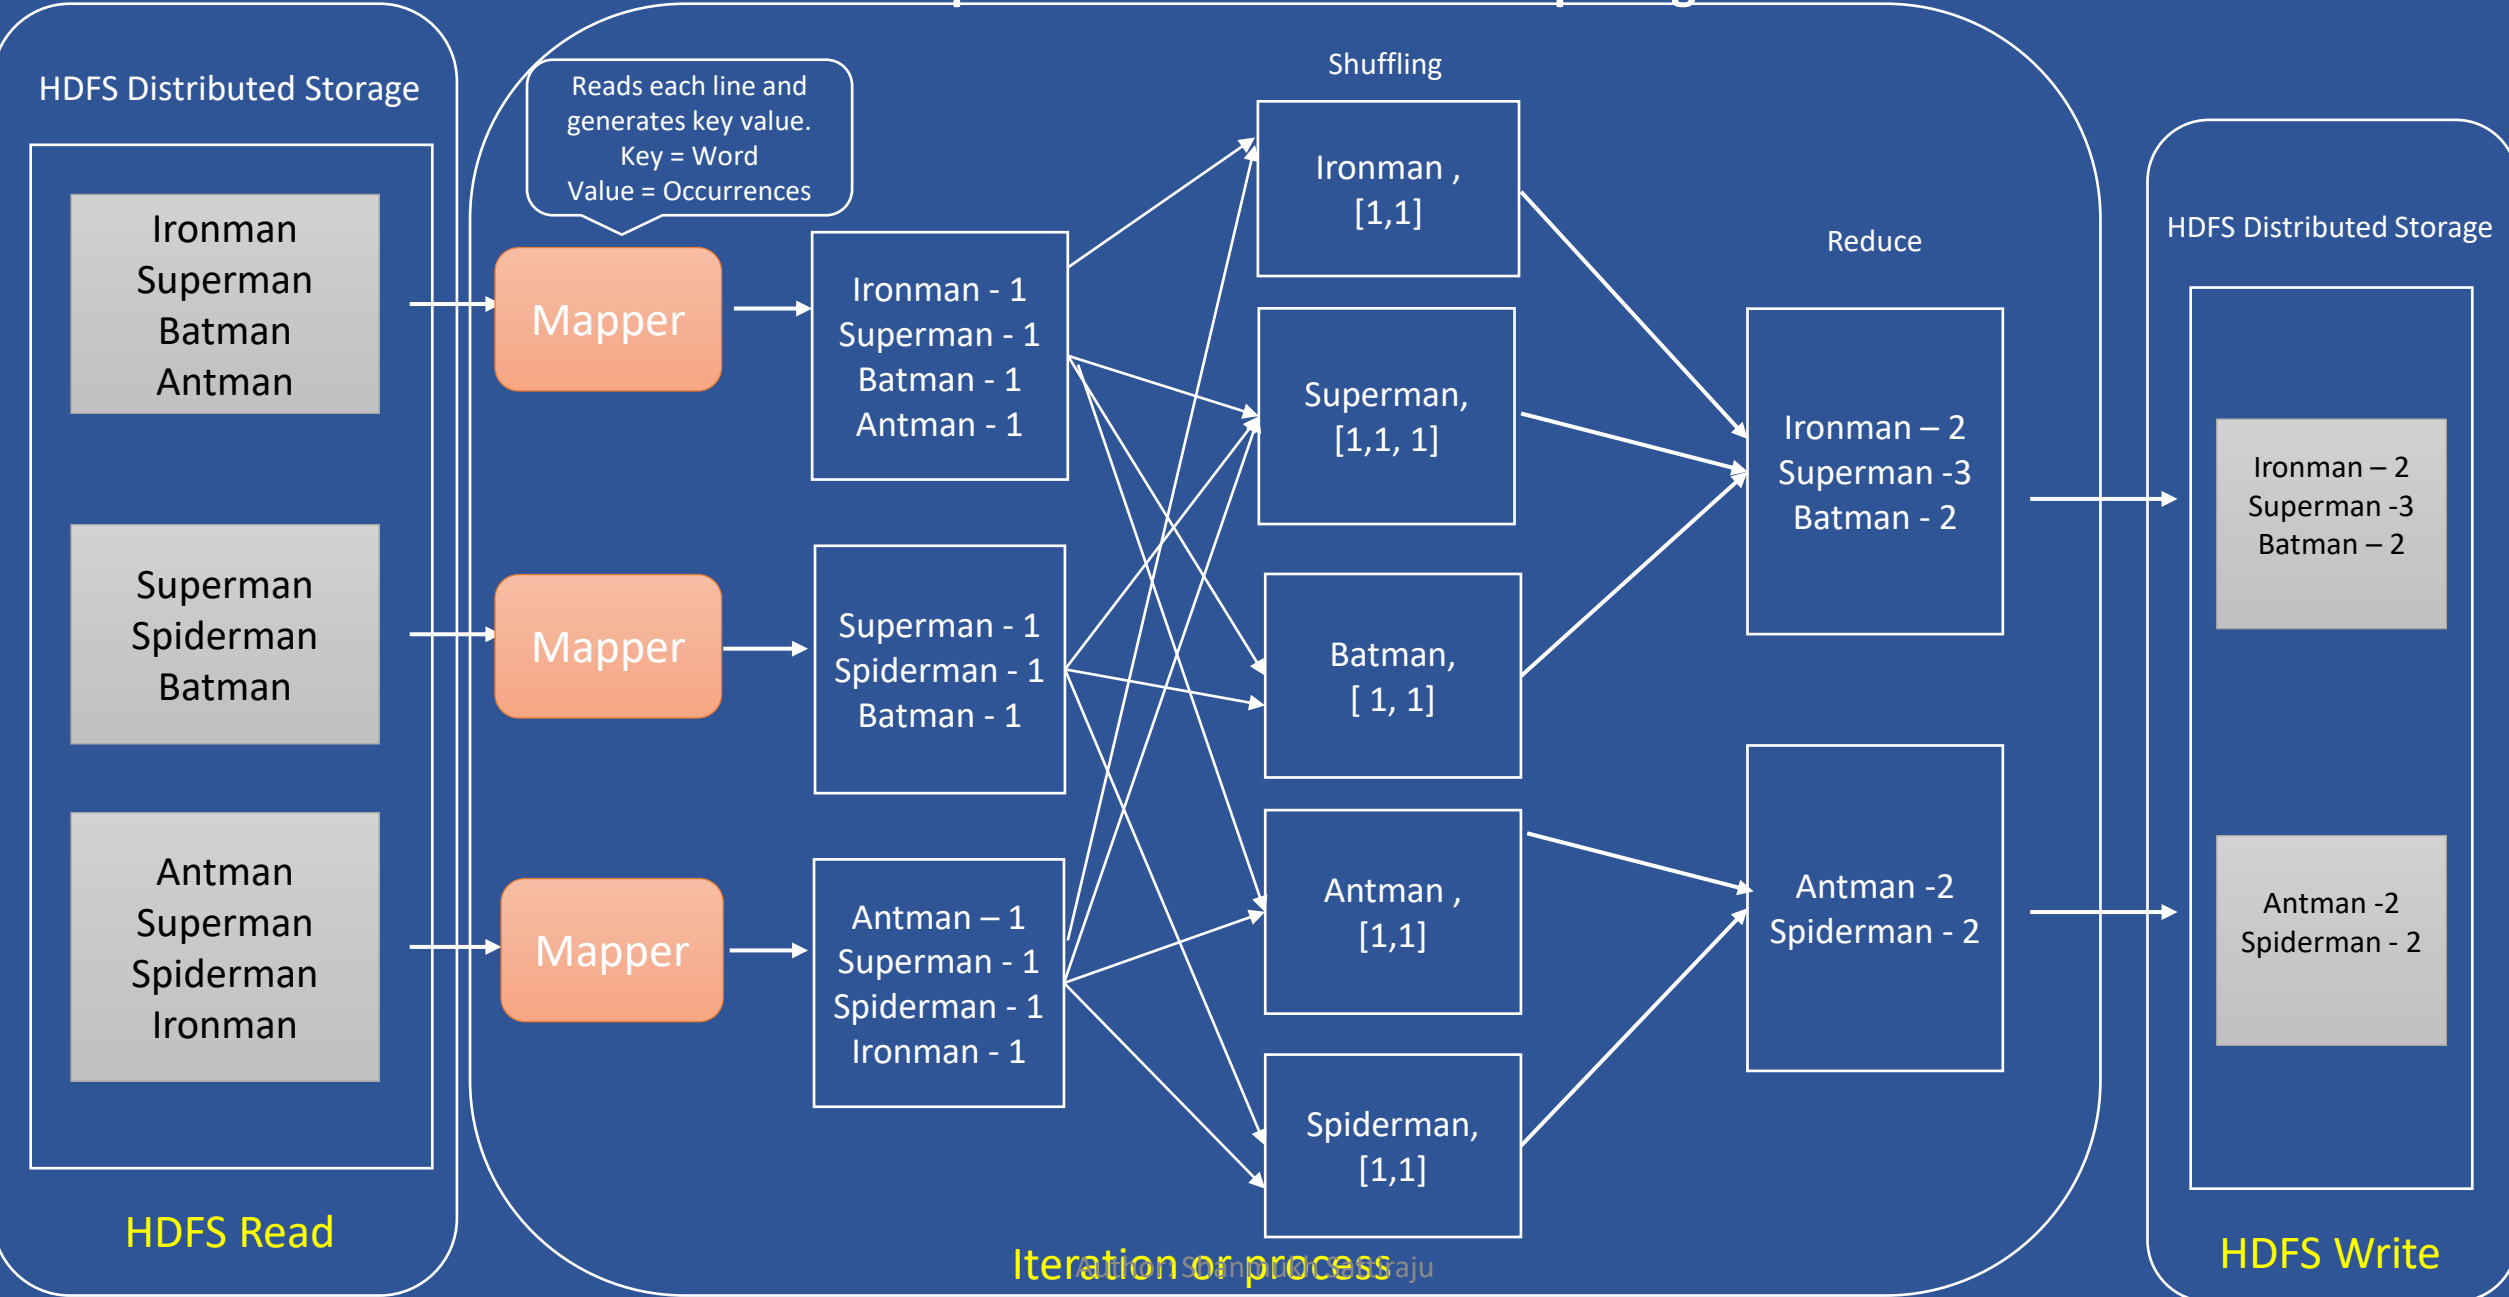 HDFS Distributed Storage
Ironman
Superman
Batman
Antman
Superman
Spiderman
Batman
Antman
Superman
Spiderman
Ironman
HDFS Read
Reads each line and
generates key value.
Key = Word
Value = Occurrences
Mapper
Mapper
Mapper
Ironman - 1
Superman - 1
Batman - 1
Antman - 1
Superman - 1
Spiderman - 1
Batman - 1
Antman – 1
Superman - 1
Spiderman - 1
Ironman - 1
Shuffling
Ironman ,
[1,1]
Superman,
[1,1, 1]
Batman,
[ 1, 1]
Antman ,
[1,1]
Spiderman,
[1,1]
Reduce
Ironman – 2
Superman -3
Batman - 2
Antman -2
Spiderman - 2
Iteration or process
Author: Shanmukh
HDFS Distributed Storage
Ironman – 2
Superman -3
Batman – 2
Antman -2
Spiderman - 2
HDFS Write